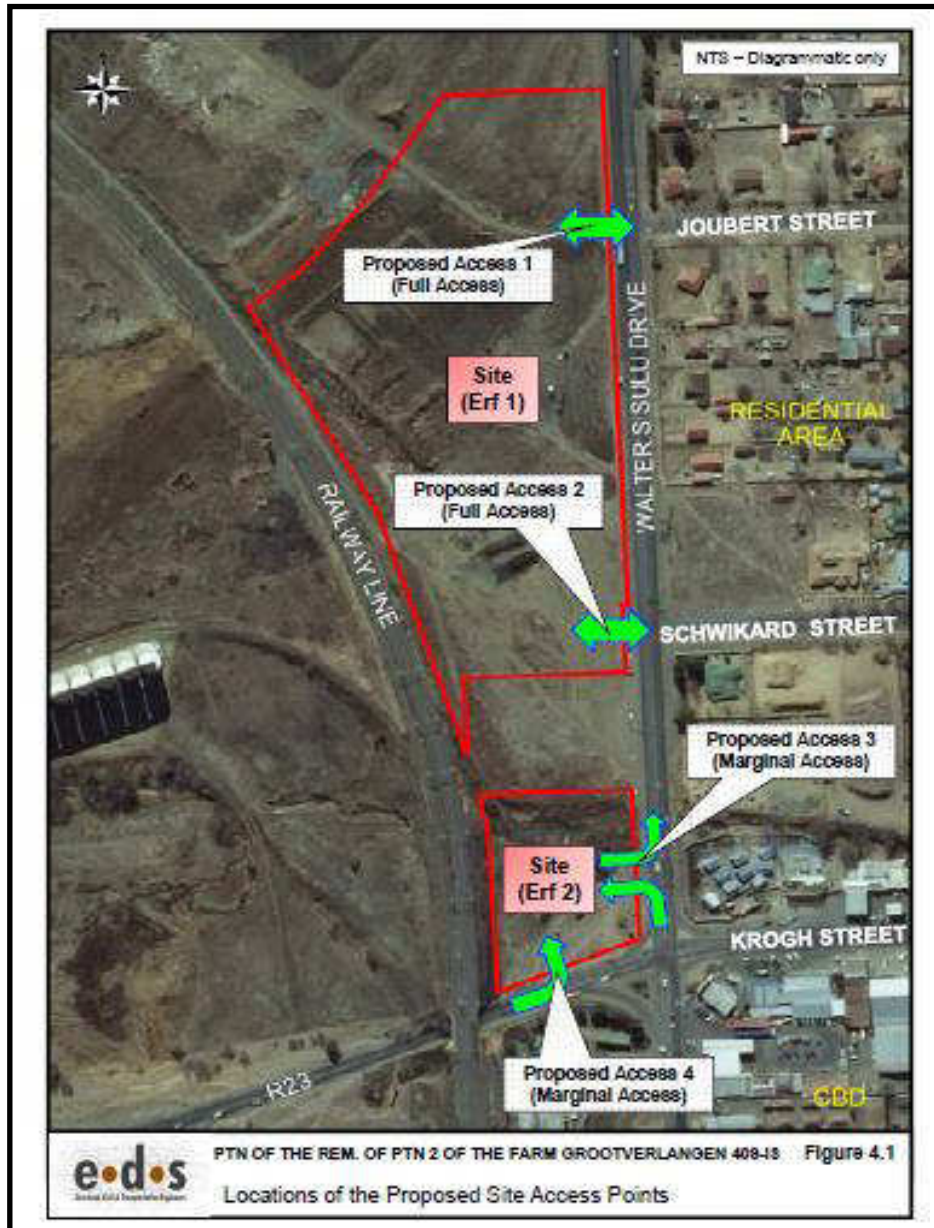 NTS – Diagrammatic only
JOUBERT STREET
Proposed Access 1
(Full Access)
WALTER SISULU DRIVE
Site
(Erf 1)
RESIDENTIAL
AREA
Proposed Access 2
(Full Access)
RAILWAY LINE
SCHWIKARD STREET
Proposed Access 3
(Marginal Access)
Site
(Erf 2)
KROGH STREET
Proposed Access 4
(Marginal Access)
R23
CBD
PTN OF THE REM. OF PTN 2 OF THE FARM GROOTVERLANGEN 409-IS Figure 4.1
e·d·s
Locations of the Proposed Site Access Points